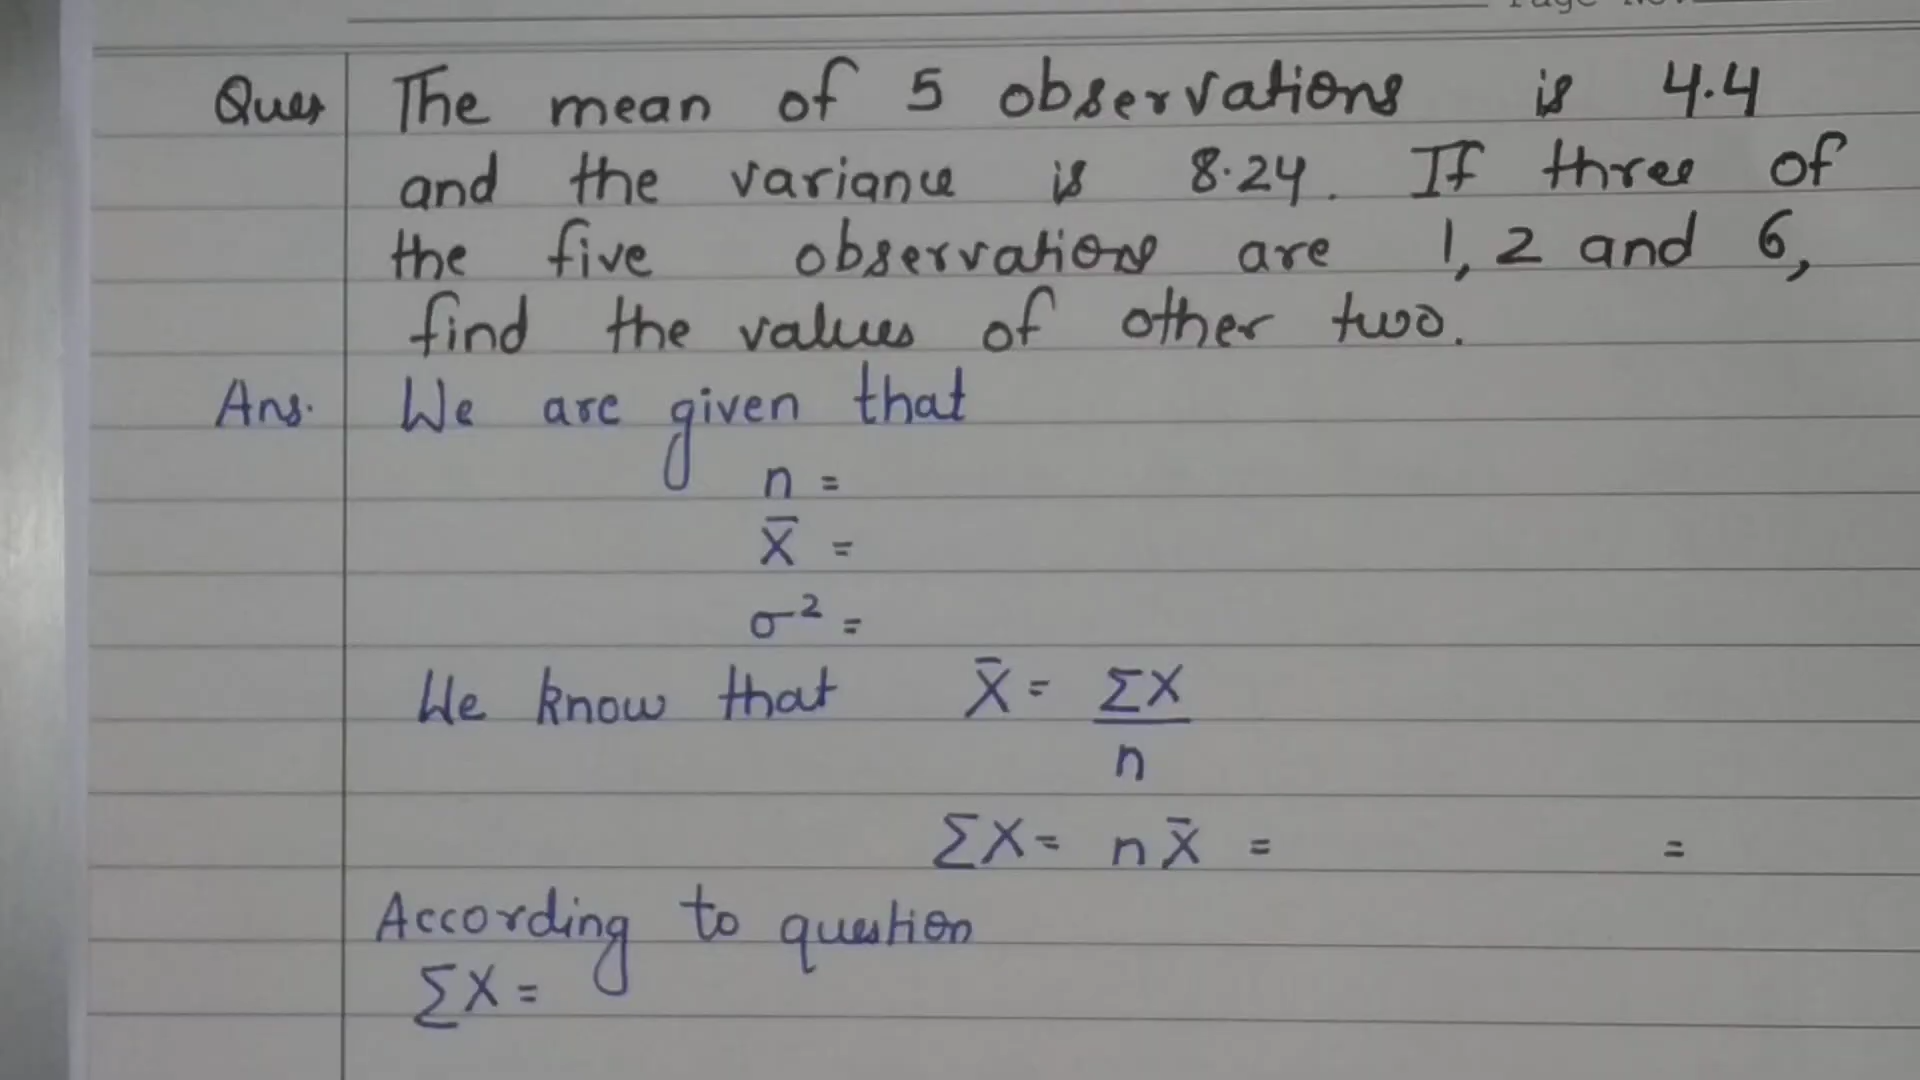 Page No.
Ques The mean of 5 observations is 4.4
and the variance is 8.24. If three of
the five observations are 1, 2 and 6,
find the values of other two.
Ans. We are given that
n =
X̄ =
σ² =
We know that X̄ = ΣX
n
ΣX = nX̄ = =
According to question
ΣX =